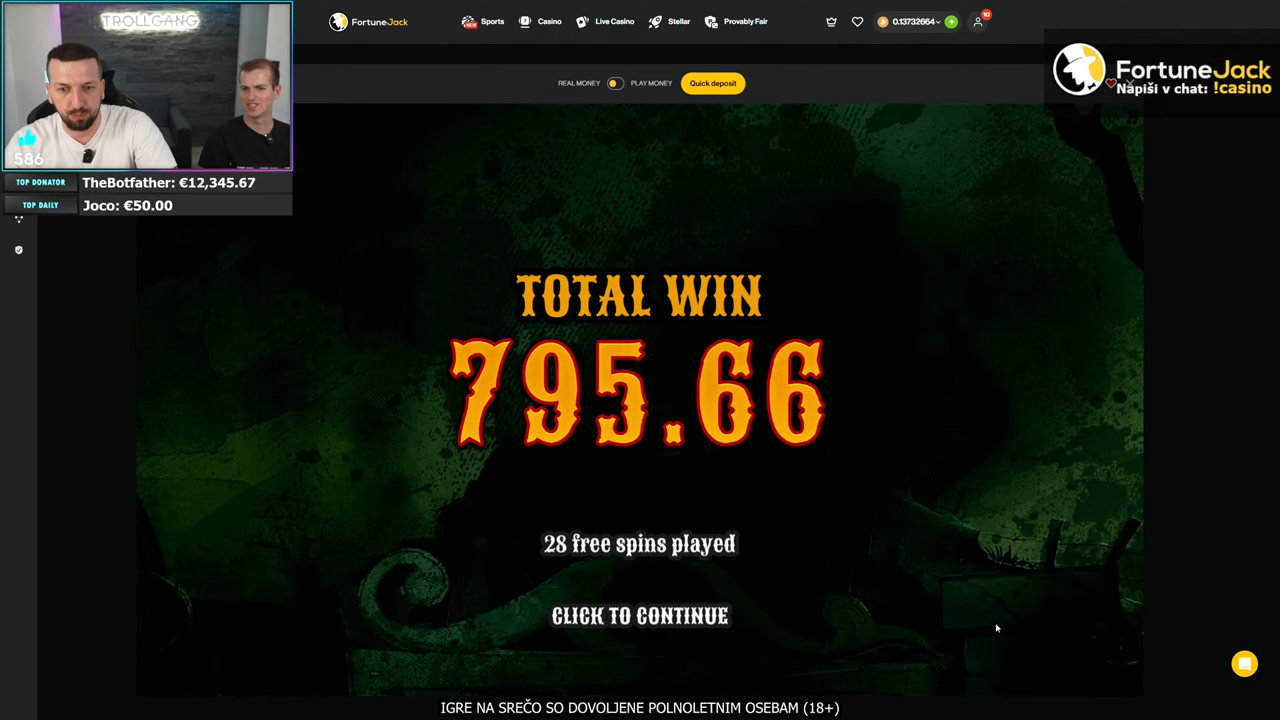 TROLLGANG
586
TOP DONATOR TheBotfather: €12,345.67
TOP DAILY Joco: €50.00
FortuneJack
NEW Sports Casino Live Casino Stellar Provably Fair
0.13732664
10
REAL MONEY PLAY MONEY Quick deposit
FortuneJack
Napiši v chat: !casino
TOTAL WIN
795.66
28 free spins played
CLICK TO CONTINUE
IGRE NA SREČO SO DOVOLJENE POLNOLETNIM OSEBAM (18+)